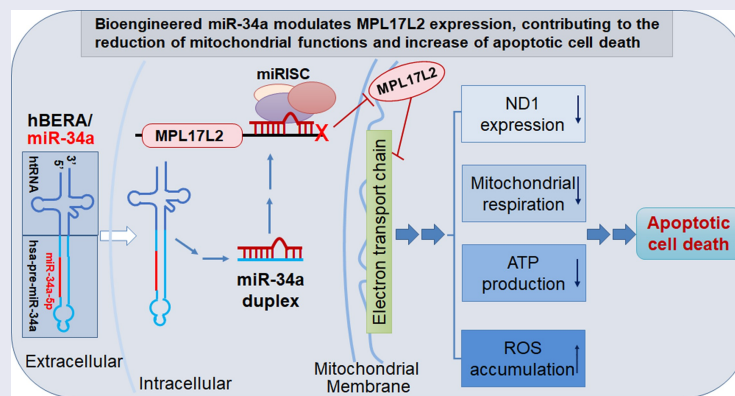 Bioengineered miR-34a modulates MPL17L2 expression, contributing to the
reduction of mitochondrial functions and increase of apoptotic cell death
hBERA/
miR-34a
htRNA
3'
5'
hsa-pre-miR-34a
miR-34a-5p
Extracellular
Intracellular
miRISC
MPL17L2
X
miR-34a
duplex
MPL17L2
Electron transport chain
Mitochondrial
Membrane
ND1
expression
Mitochondrial
respiration
ATP
production
ROS
accumulation
Apoptotic
cell death